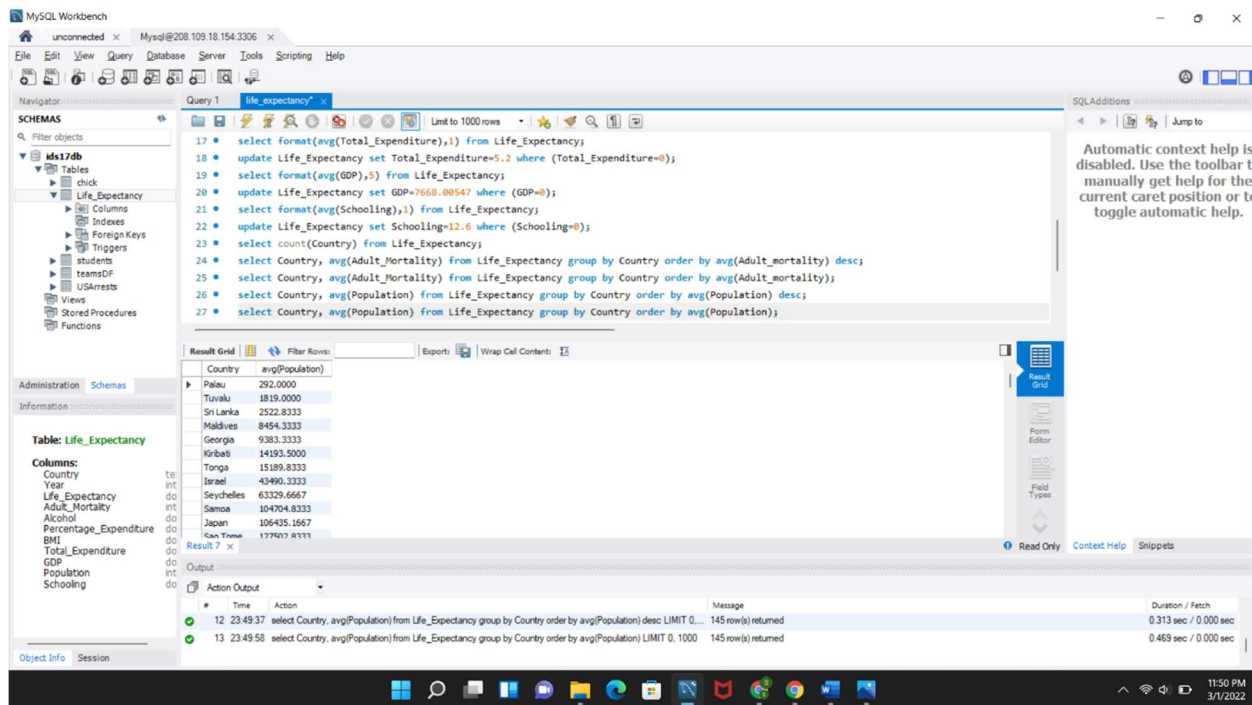 MySQL Workbench
unconnected × Mysql@208.109.18.154:3306 ×
File Edit View Query Database Server Tools Scripting Help
Navigator
SCHEMAS
Filter objects
ids17db
Tables
chick
Life_Expectancy
Columns
Indexes
Foreign Keys
Triggers
students
teamsDF
USArrests
Views
Stored Procedures
Functions
Administration Schemas
Information
Table: Life_Expectancy
Columns:
Country te
Year int
Life_Expectancy do
Adult_Mortality int
Alcohol do
Percentage_Expenditure do
BMI do
Total_Expenditure do
GDP do
Population int
Schooling do
Object Info Session
Query 1 life_expectancy* ×
Limit to 1000 rows
17 select format(avg(Total_Expenditure),1) from Life_Expectancy;
18 update Life_Expectancy set Total_Expenditure=5.2 where (Total_Expenditure=0);
19 select format(avg(GDP),5) from Life_Expectancy;
20 update Life_Expectancy set GDP=7668.00547 where (GDP=0);
21 select format(avg(Schooling),1) from Life_Expectancy;
22 update Life_Expectancy set Schooling=12.6 where (Schooling=0);
23 select count(Country) from Life_Expectancy;
24 select Country, avg(Adult_Mortality) from Life_Expectancy group by Country order by avg(Adult_mortality) desc;
25 select Country, avg(Adult_Mortality) from Life_Expectancy group by Country order by avg(Adult_mortality);
26 select Country, avg(Population) from Life_Expectancy group by Country order by avg(Population) desc;
27 select Country, avg(Population) from Life_Expectancy group by Country order by avg(Population);
Result Grid Filter Rows: Export: Wrap Cell Content:
Country avg(Population)
Palau 292.0000
Tuvalu 1819.0000
Sri Lanka 2522.8333
Maldives 8454.3333
Georgia 9383.3333
Kiribati 14193.5000
Tonga 15189.8333
Israel 43490.3333
Seychelles 63329.6667
Samoa 104704.8333
Japan 106435.1667
Sao Tome 127502.8333
Result Grid
Form Editor
Field Types
Result 7 ×
Read Only
SQLAdditions
Jump to
Automatic context help is
disabled. Use the toolbar t
manually get help for the
current caret position or to
toggle automatic help.
Context Help Snippets
Output
Action Output
# Time Action Message Duration / Fetch
12 23:49:37 select Country, avg(Population) from Life_Expectancy group by Country order by avg(Population) desc LIMIT 0,... 145 row(s) returned 0.313 sec / 0.000 sec
13 23:49:58 select Country, avg(Population) from Life_Expectancy group by Country order by avg(Population) LIMIT 0, 1000 145 row(s) returned 0.469 sec / 0.000 sec
11:50 PM
3/1/2022